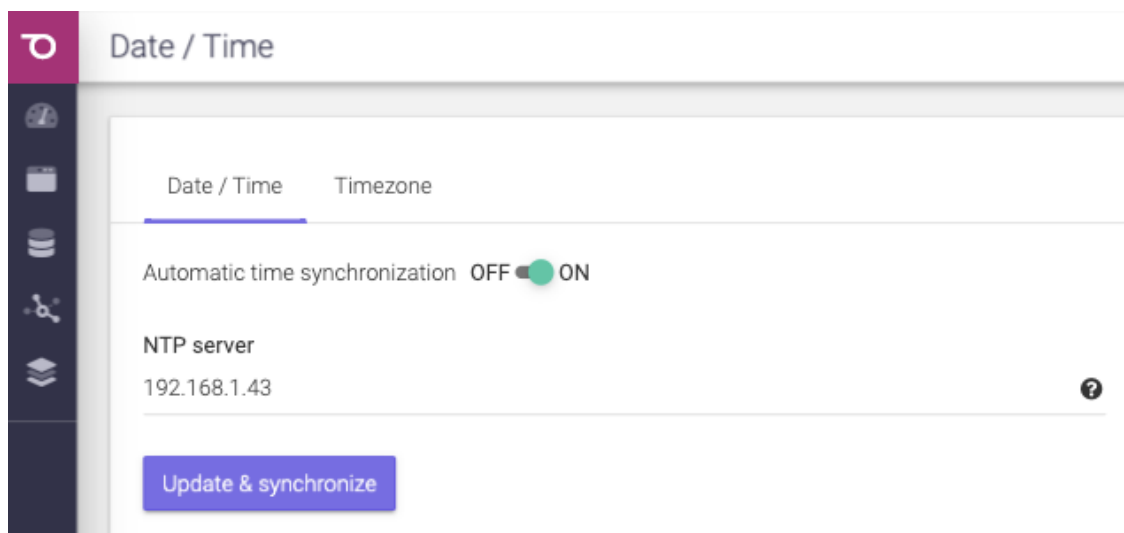 Date / Time
Date / Time Timezone
Automatic time synchronization OFF ON
NTP server
192.168.1.43
Update & synchronize